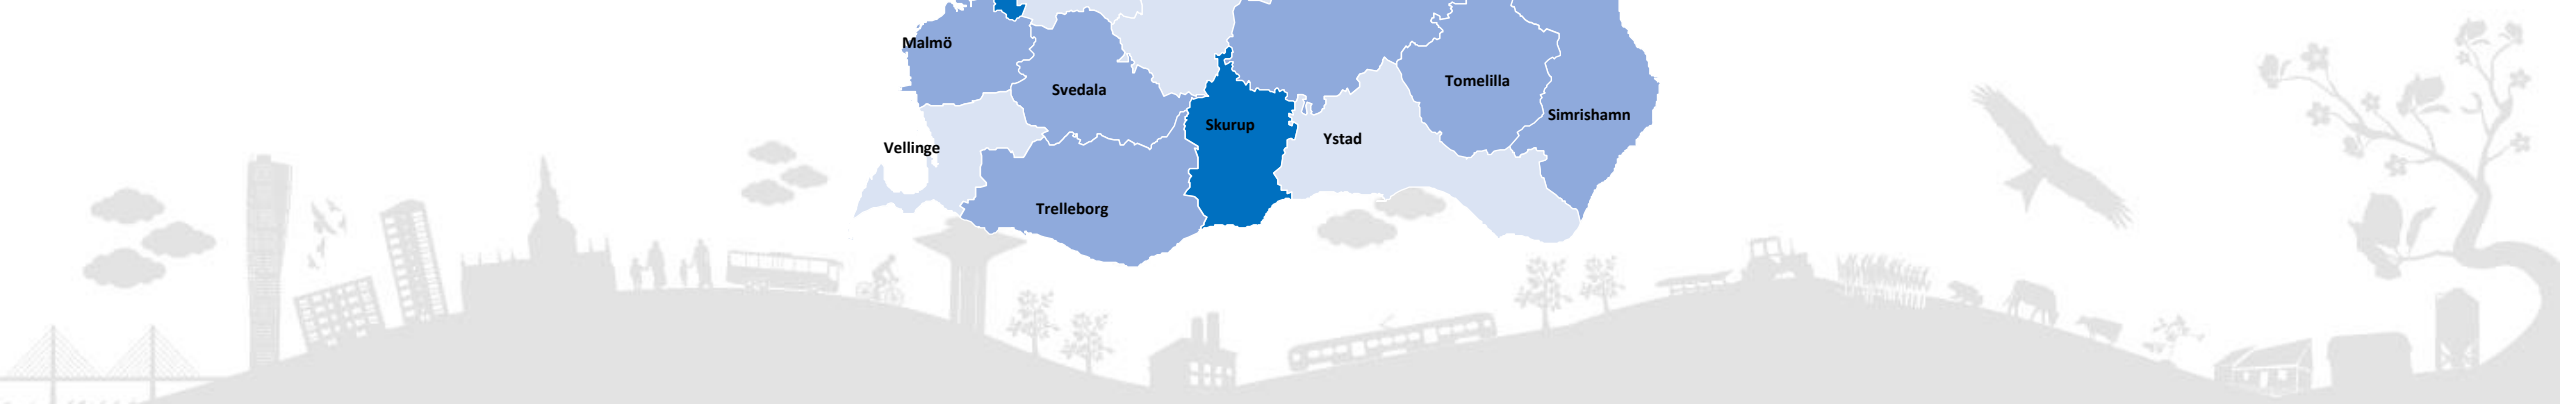 Malmö
Svedala
Tomelilla
Simrishamn
Skurup
Ystad
Vellinge
Trelleborg